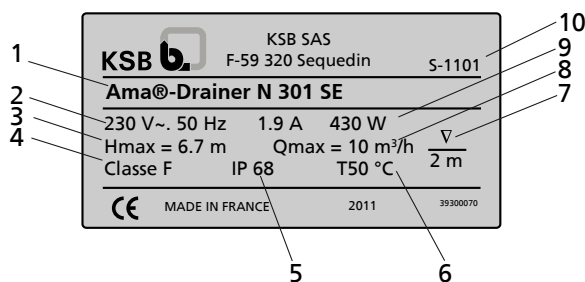 10
KSB SAS
9
KSB b.
F-59 320 Sequedin
S-1101
8
1
Ama®-Drainer N 301 SE
7
2
230 V~. 50 Hz 1.9 A 430 W
∇
3
Hmax = 6.7 m Qmax = 10 m³/h
2 m
4
Classe F IP 68 T50 °C
CE MADE IN FRANCE 2011 39300070
5
6